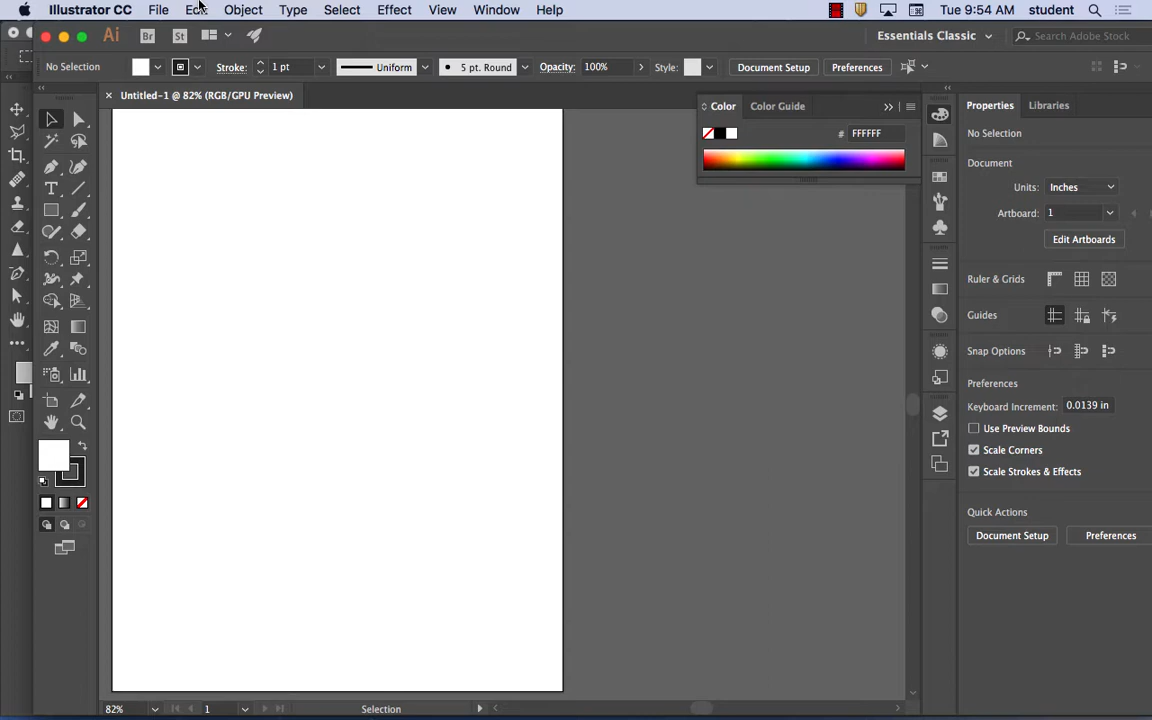 Illustrator CC File Edit Object Type Select Effect View Window Help Tue 9:54 AM student
Ai Br St Essentials Classic Search Adobe Stock
No Selection Stroke: 1 pt Uniform 5 pt. Round Opacity: 100% Style: Document Setup Preferences
× Untitled-1 @ 82% (RGB/GPU Preview)
Color Color Guide
# FFFFFF
Properties Libraries
No Selection
Document
Units: Inches
Artboard: 1
Edit Artboards
Ruler & Grids
Guides
Snap Options
Preferences
Keyboard Increment: 0.0139 in
Use Preview Bounds
Scale Corners
Scale Strokes & Effects
Quick Actions
Document Setup Preferences
82% 1 Selection